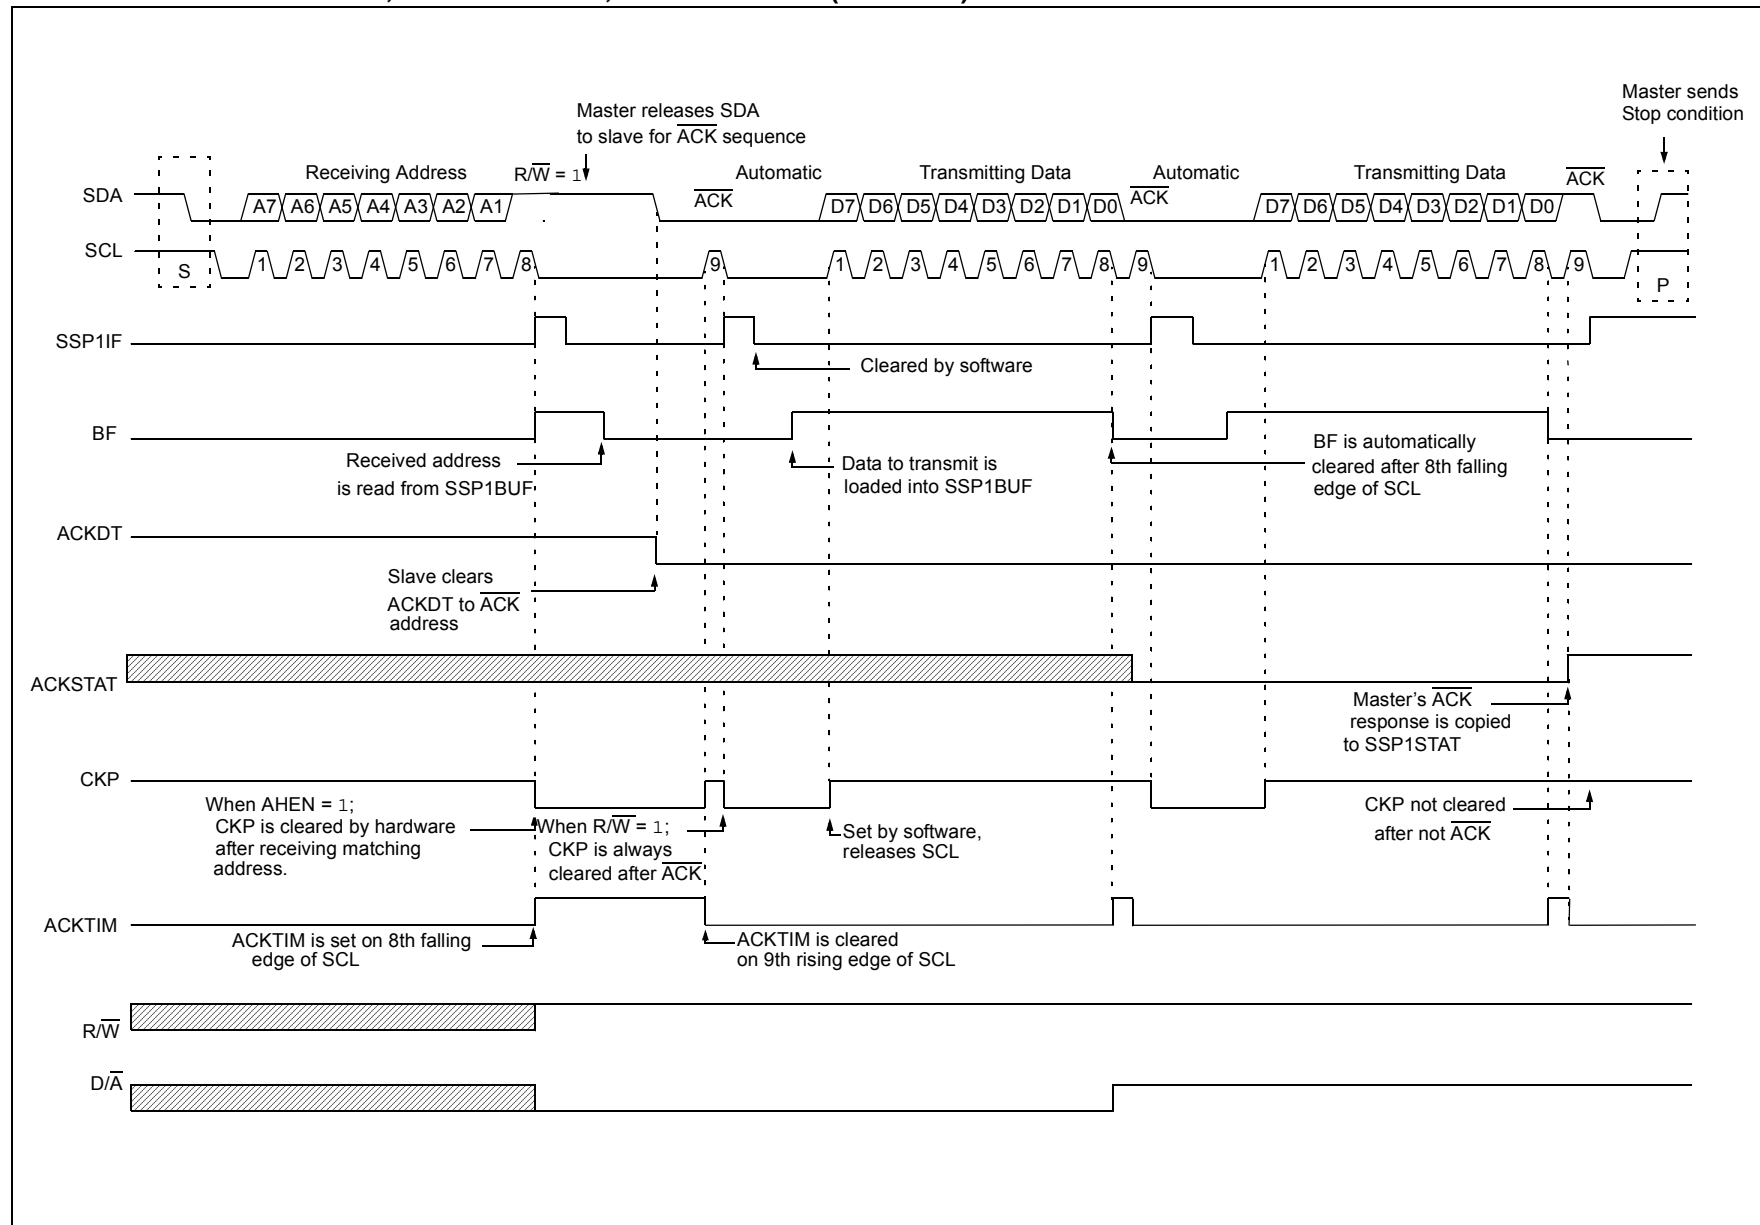 Master releases SDA
to slave for ACK sequence
Master sends
Stop condition
Receiving Address
R/W = 1
Automatic
Transmitting Data
Automatic
Transmitting Data
ACK
SDA
A7 A6 A5 A4 A3 A2 A1
ACK
D7 D6 D5 D4 D3 D2 D1 D0
ACK
D7 D6 D5 D4 D3 D2 D1 D0
SCL
S
1 2 3 4 5 6 7 8
9
1 2 3 4 5 6 7 8 9
1 2 3 4 5 6 7 8 9
P
SSP1IF
Cleared by software
BF
Received address
is read from SSP1BUF
Data to transmit is
loaded into SSP1BUF
BF is automatically
cleared after 8th falling
edge of SCL
ACKDT
Slave clears
ACKDT to ACK
address
ACKSTAT
Master's ACK
response is copied
to SSP1STAT
CKP
When AHEN = 1;
CKP is cleared by hardware
after receiving matching
address.
When R/W = 1;
CKP is always
cleared after ACK
Set by software,
releases SCL
CKP not cleared
after not ACK
ACKTIM
ACKTIM is set on 8th falling
edge of SCL
ACKTIM is cleared
on 9th rising edge of SCL
R/W
D/A